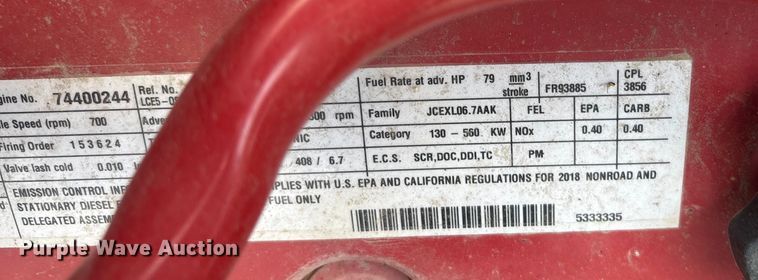 gine No. 74400244 Rel. No. LCE5-0 Fuel Rate at adv. HP 79 mm3 stroke FR93885 CPL 3856
le Speed (rpm) 700 Adve 00 rpm Family JCEXL06.7AAK FEL EPA CARB
Firing Order 153624 NIC Category 130 - 560 KW NOx 0.40 0.40
Valve lash cold 0.010 408 / 6.7 E.C.S. SCR,DOC,DDI,TC PM
EMISSION CONTROL INF MPLIES WITH U.S. EPA AND CALIFORNIA REGULATIONS FOR 2018 NONROAD AND
STATIONARY DIESEL FUEL ONLY
DELEGATED ASSEM 5333335
Purple Wave Auction